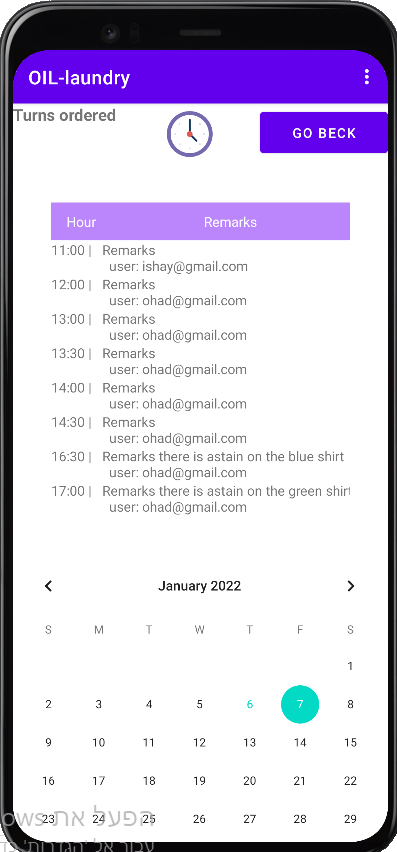 OIL-laundry
Turns ordered
GO BECK
Hour Remarks
11:00 | Remarks
user: ishay@gmail.com
12:00 | Remarks
user: ohad@gmail.com
13:00 | Remarks
user: ohad@gmail.com
13:30 | Remarks
user: ohad@gmail.com
14:00 | Remarks
user: ohad@gmail.com
14:30 | Remarks
user: ohad@gmail.com
16:30 | Remarks there is astain on the blue shirt
user: ohad@gmail.com
17:00 | Remarks there is astain on the green shirt
user: ohad@gmail.com
January 2022
S M T W T F S
1
2 3 4 5 6 7 8
9 10 11 12 13 14 15
16 17 18 19 20 21 22
23 24 25 26 27 28 29
הפעל את ows
עבור אל 'הגדרות' כד